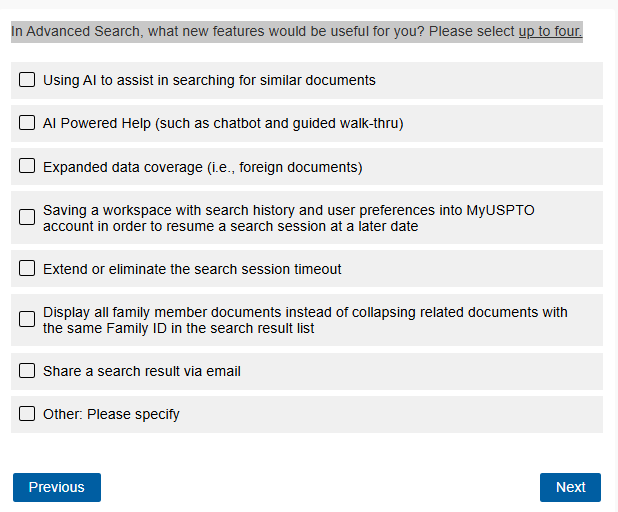 In Advanced Search, what new features would be useful for you? Please select up to four.
Using AI to assist in searching for similar documents
AI Powered Help (such as chatbot and guided walk-thru)
Expanded data coverage (i.e., foreign documents)
Saving a workspace with search history and user preferences into MyUSPTO
account in order to resume a search session at a later date
Extend or eliminate the search session timeout
Display all family member documents instead of collapsing related documents with
the same Family ID in the search result list
Share a search result via email
Other: Please specify
Previous
Next